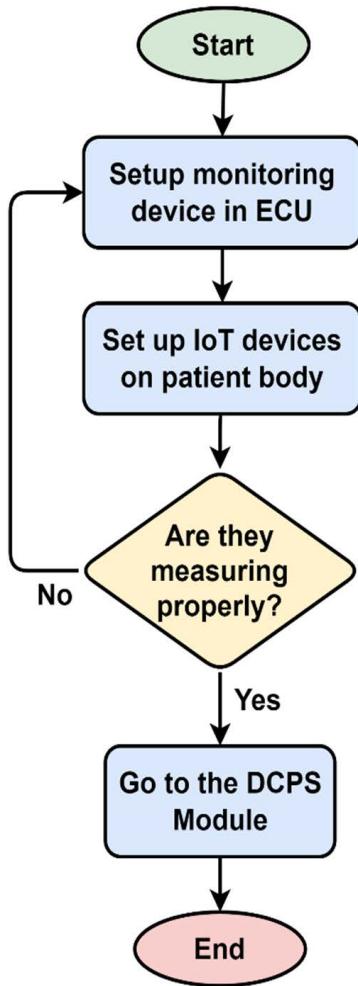 Start
Setup monitoring
device in ECU
Set up IoT devices
on patient body
Are they
measuring
properly?
No
Yes
Go to the DCPS
Module
End